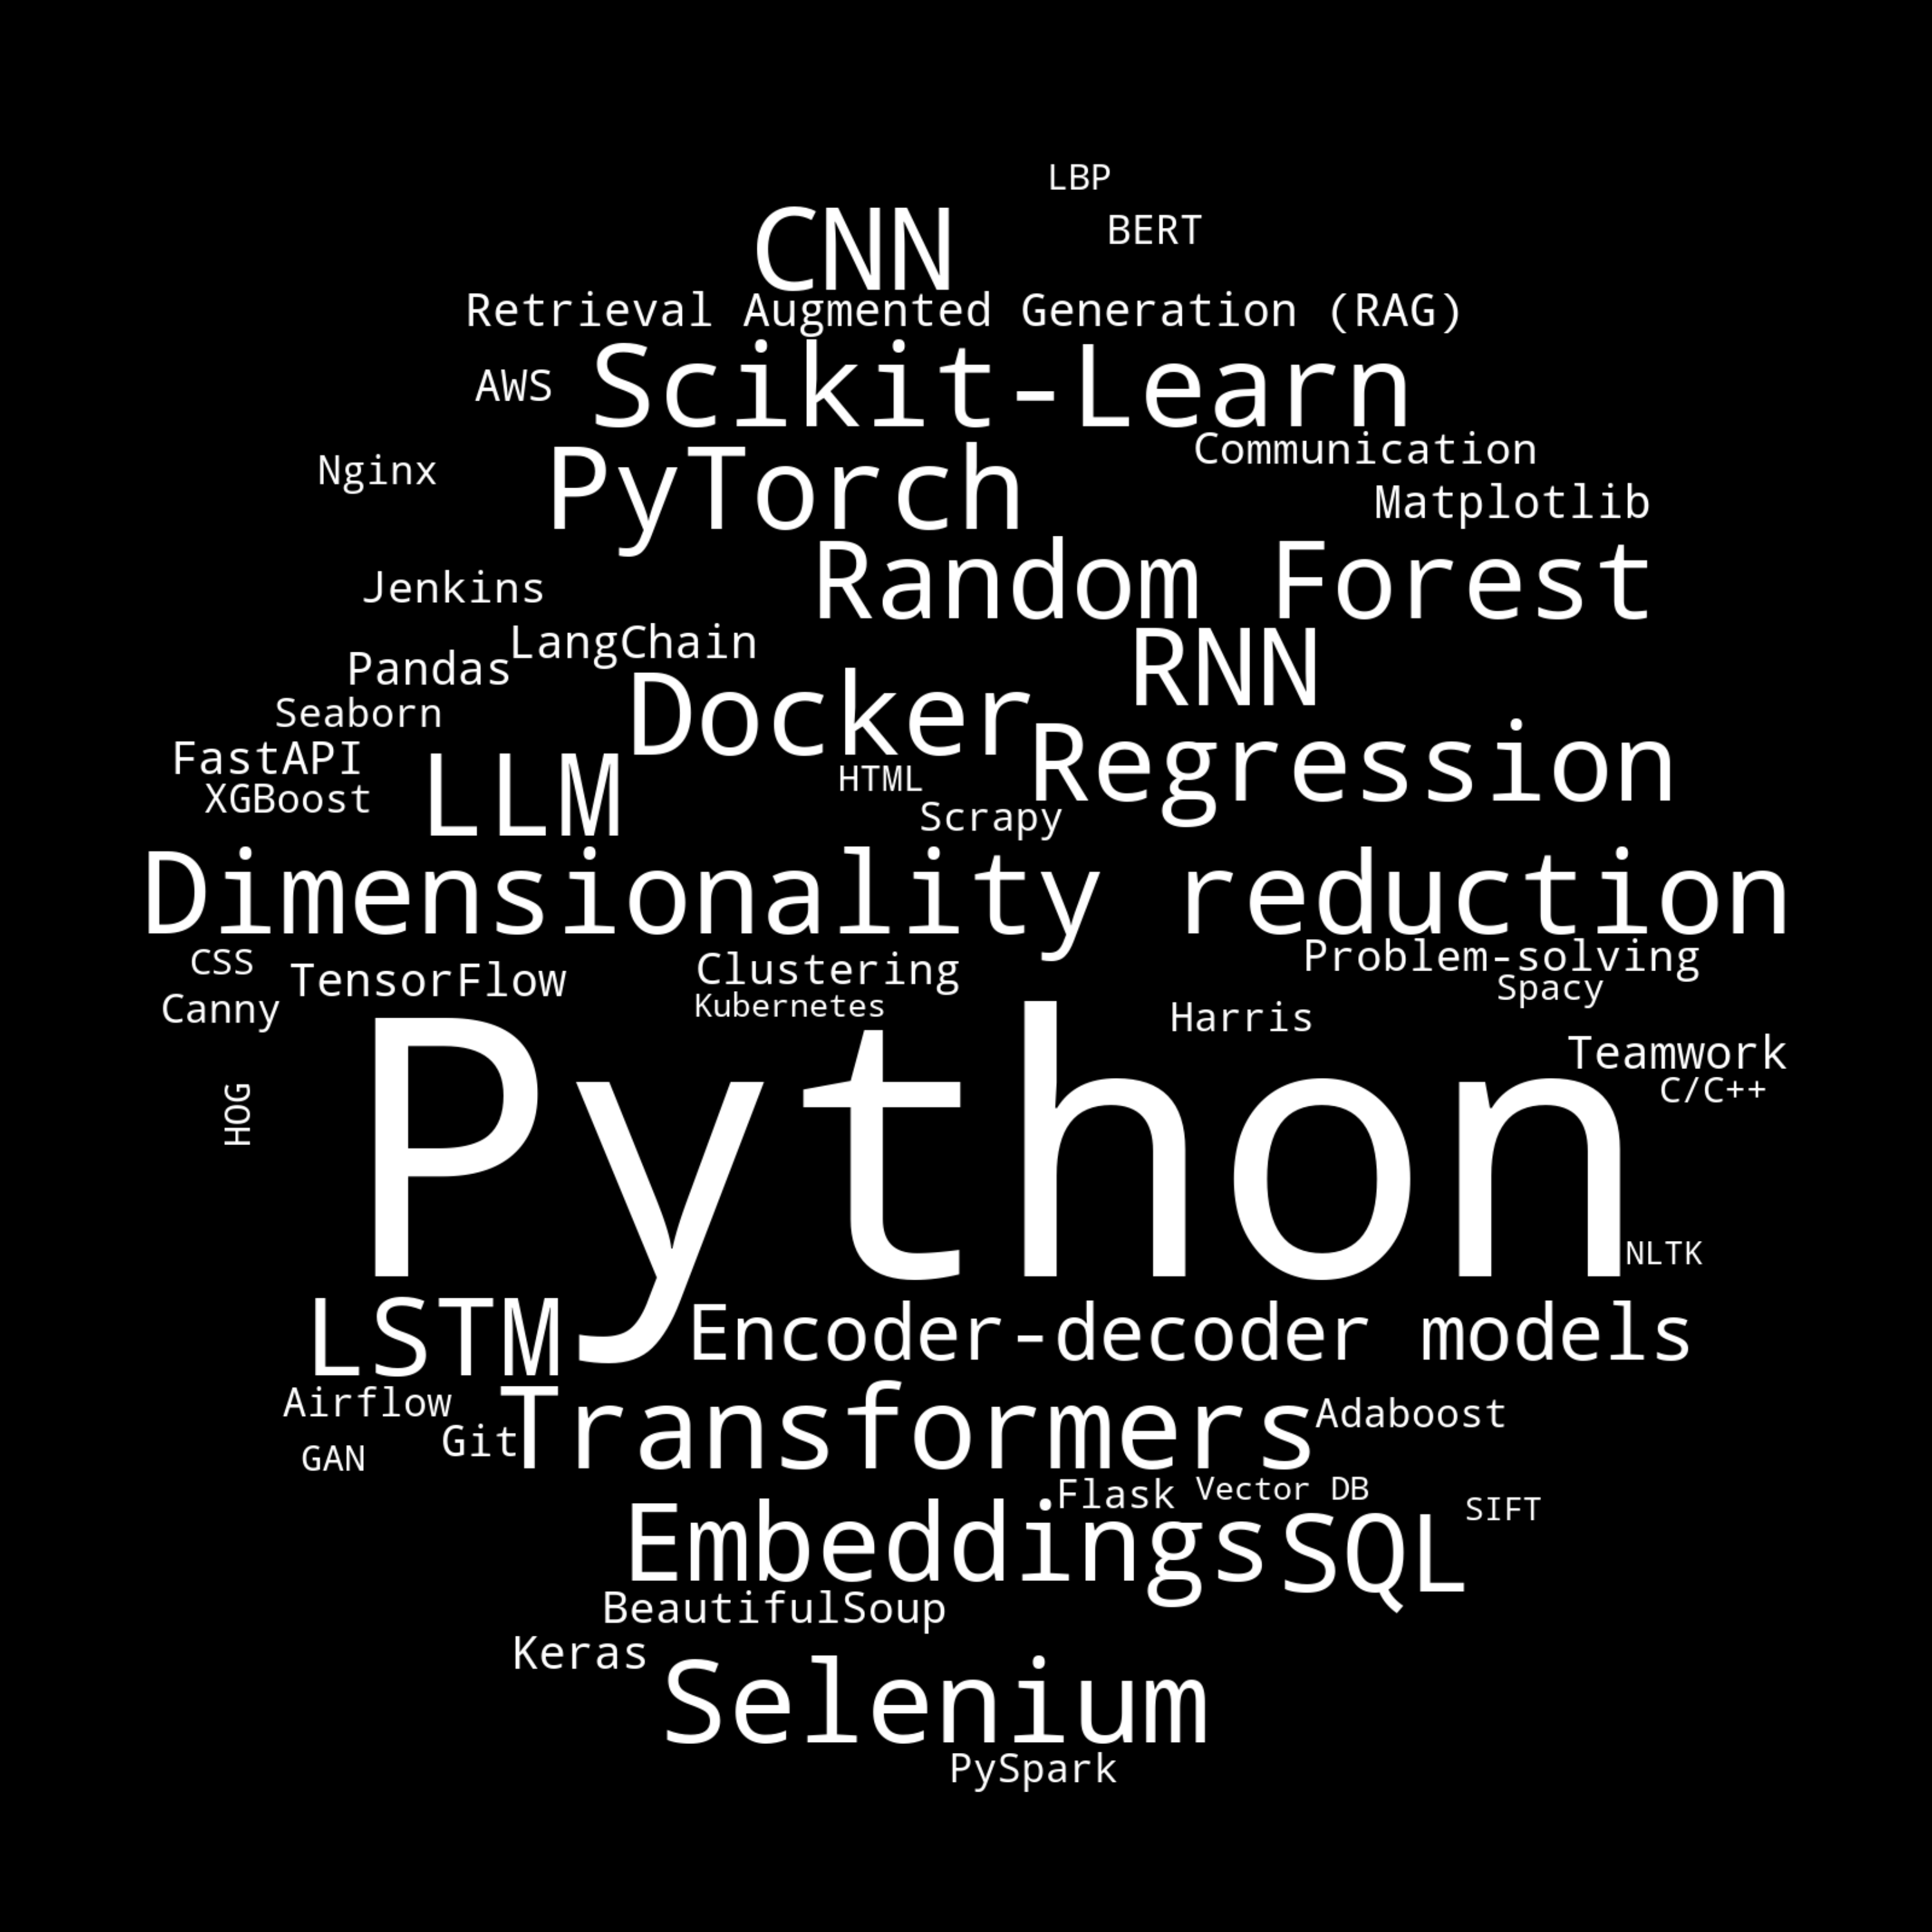 LBP
CNN
BERT
Retrieval Augmented Generation (RAG)
AWS
Scikit-Learn
Communication
Nginx
PyTorch
Matplotlib
Random Forest
Jenkins
LangChain
RNN
Pandas
Docker
Seaborn
Regression
FastAPI
LLM
HTML
XGBoost
Scrapy
Dimensionality reduction
CSS
TensorFlow
Clustering
Problem-solving
Spacy
Canny
Kubernetes
Harris
Teamwork
C/C++
HOG
Python
NLTK
LSTM
Encoder-decoder models
Airflow
Transformers
Adaboost
Git
GAN
Flask
Vector DB
SIFT
Embeddings
SQL
BeautifulSoup
Keras
Selenium
PySpark